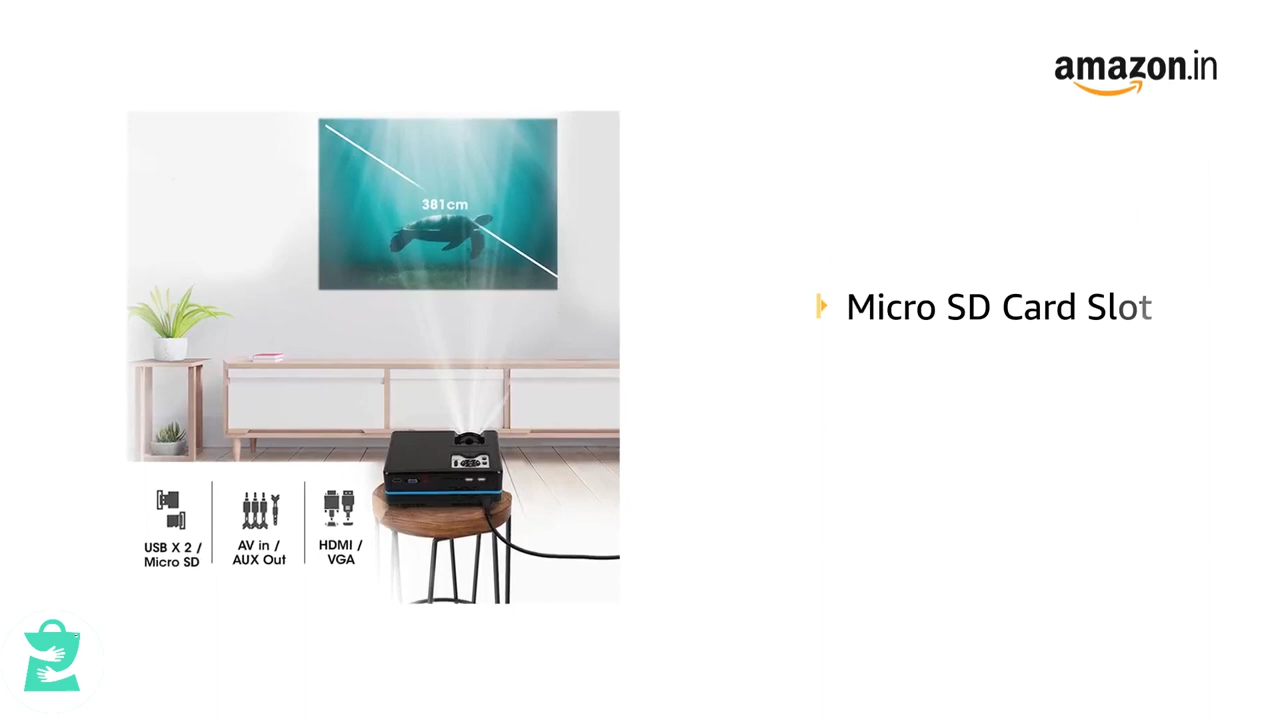 amazon.in
381cm
Micro SD Card Slot
USB X 2 /
Micro SD
AV in /
AUX Out
HDMI /
VGA